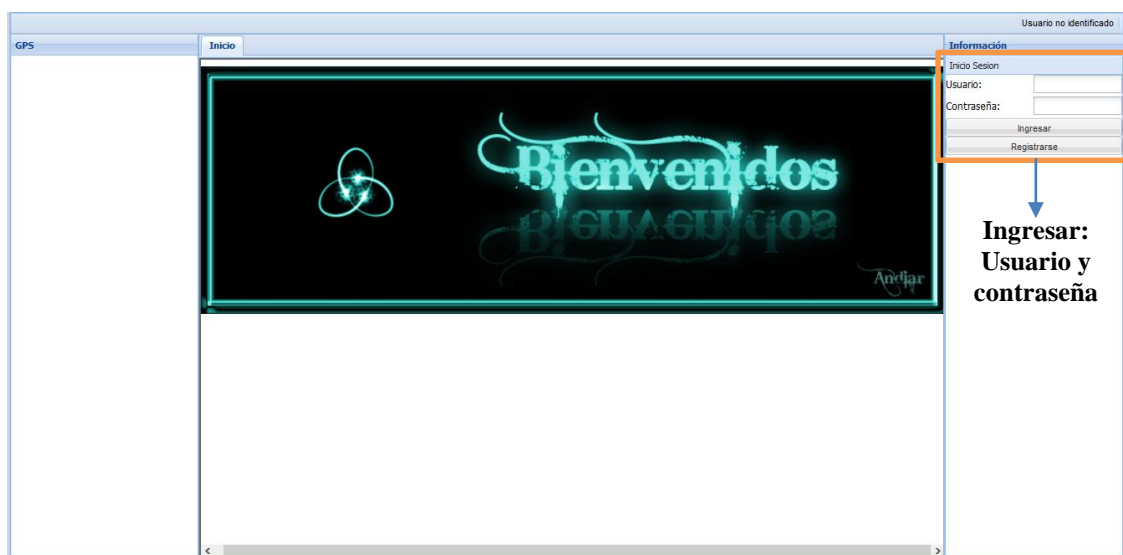 Usuario no identificado
GPS
Inicio
Información
Inicio Sesion
Usuario:
Contraseña:
Ingresar
Registrarse
Bienvenidos
Andjar
Ingresar:
Usuario y
contraseña